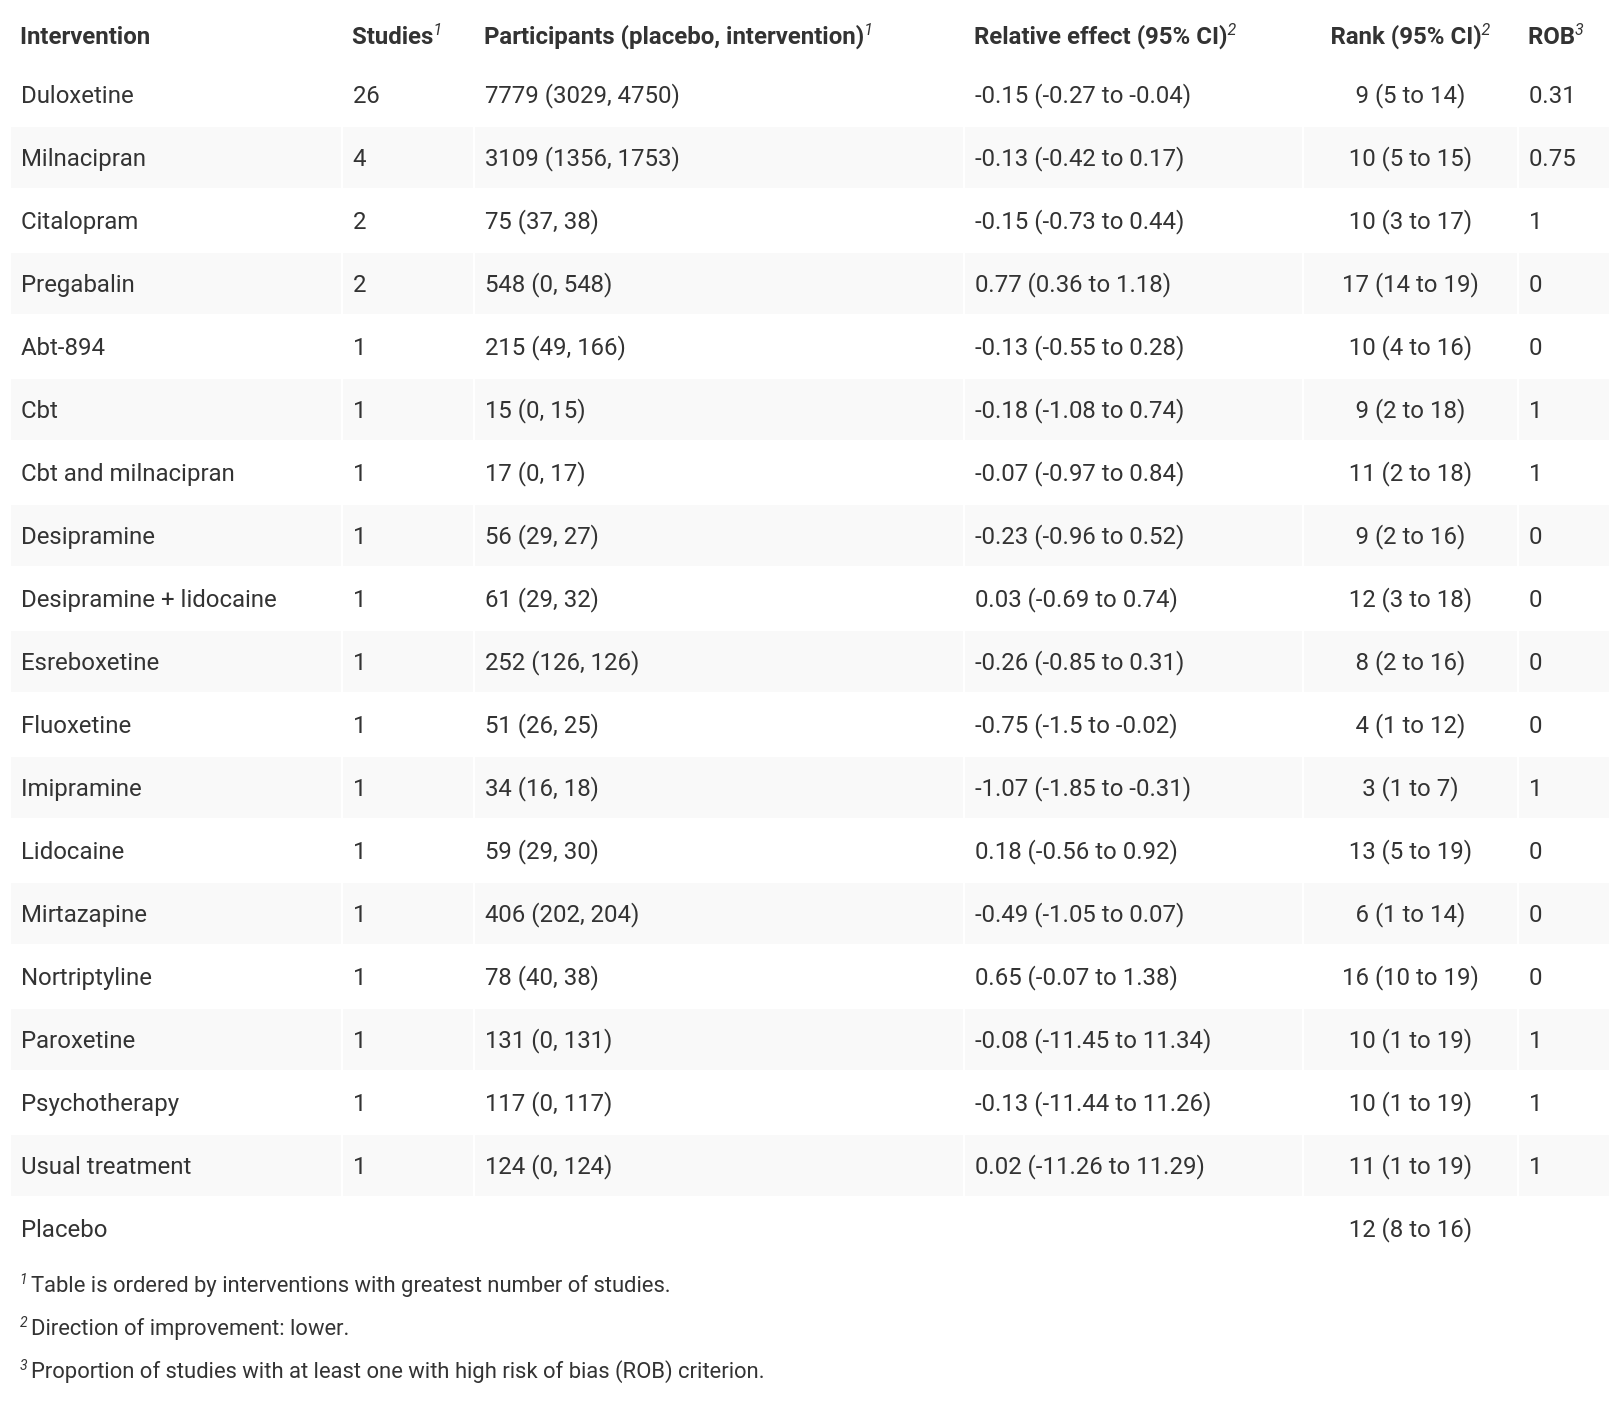 Intervention Studies1 Participants (placebo, intervention)1 Relative effect (95% CI)2 Rank (95% CI)2 ROB3
Duloxetine 26 7779 (3029, 4750) -0.15 (-0.27 to -0.04) 9 (5 to 14) 0.31
Milnacipran 4 3109 (1356, 1753) -0.13 (-0.42 to 0.17) 10 (5 to 15) 0.75
Citalopram 2 75 (37, 38) -0.15 (-0.73 to 0.44) 10 (3 to 17) 1
Pregabalin 2 548 (0, 548) 0.77 (0.36 to 1.18) 17 (14 to 19) 0
Abt-894 1 215 (49, 166) -0.13 (-0.55 to 0.28) 10 (4 to 16) 0
Cbt 1 15 (0, 15) -0.18 (-1.08 to 0.74) 9 (2 to 18) 1
Cbt and milnacipran 1 17 (0, 17) -0.07 (-0.97 to 0.84) 11 (2 to 18) 1
Desipramine 1 56 (29, 27) -0.23 (-0.96 to 0.52) 9 (2 to 16) 0
Desipramine + lidocaine 1 61 (29, 32) 0.03 (-0.69 to 0.74) 12 (3 to 18) 0
Esreboxetine 1 252 (126, 126) -0.26 (-0.85 to 0.31) 8 (2 to 16) 0
Fluoxetine 1 51 (26, 25) -0.75 (-1.5 to -0.02) 4 (1 to 12) 0
Imipramine 1 34 (16, 18) -1.07 (-1.85 to -0.31) 3 (1 to 7) 1
Lidocaine 1 59 (29, 30) 0.18 (-0.56 to 0.92) 13 (5 to 19) 0
Mirtazapine 1 406 (202, 204) -0.49 (-1.05 to 0.07) 6 (1 to 14) 0
Nortriptyline 1 78 (40, 38) 0.65 (-0.07 to 1.38) 16 (10 to 19) 0
Paroxetine 1 131 (0, 131) -0.08 (-11.45 to 11.34) 10 (1 to 19) 1
Psychotherapy 1 117 (0, 117) -0.13 (-11.44 to 11.26) 10 (1 to 19) 1
Usual treatment 1 124 (0, 124) 0.02 (-11.26 to 11.29) 11 (1 to 19) 1
Placebo 12 (8 to 16)
1 Table is ordered by interventions with greatest number of studies.
2 Direction of improvement: lower.
3 Proportion of studies with at least one with high risk of bias (ROB) criterion.